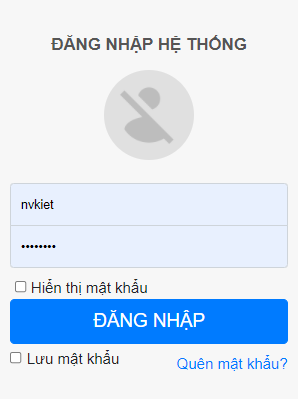 ĐĂNG NHẬP HỆ THỐNG
nvkiet
••••••••
Hiển thị mật khẩu
ĐĂNG NHẬP
Lưu mật khẩu
Quên mật khẩu?